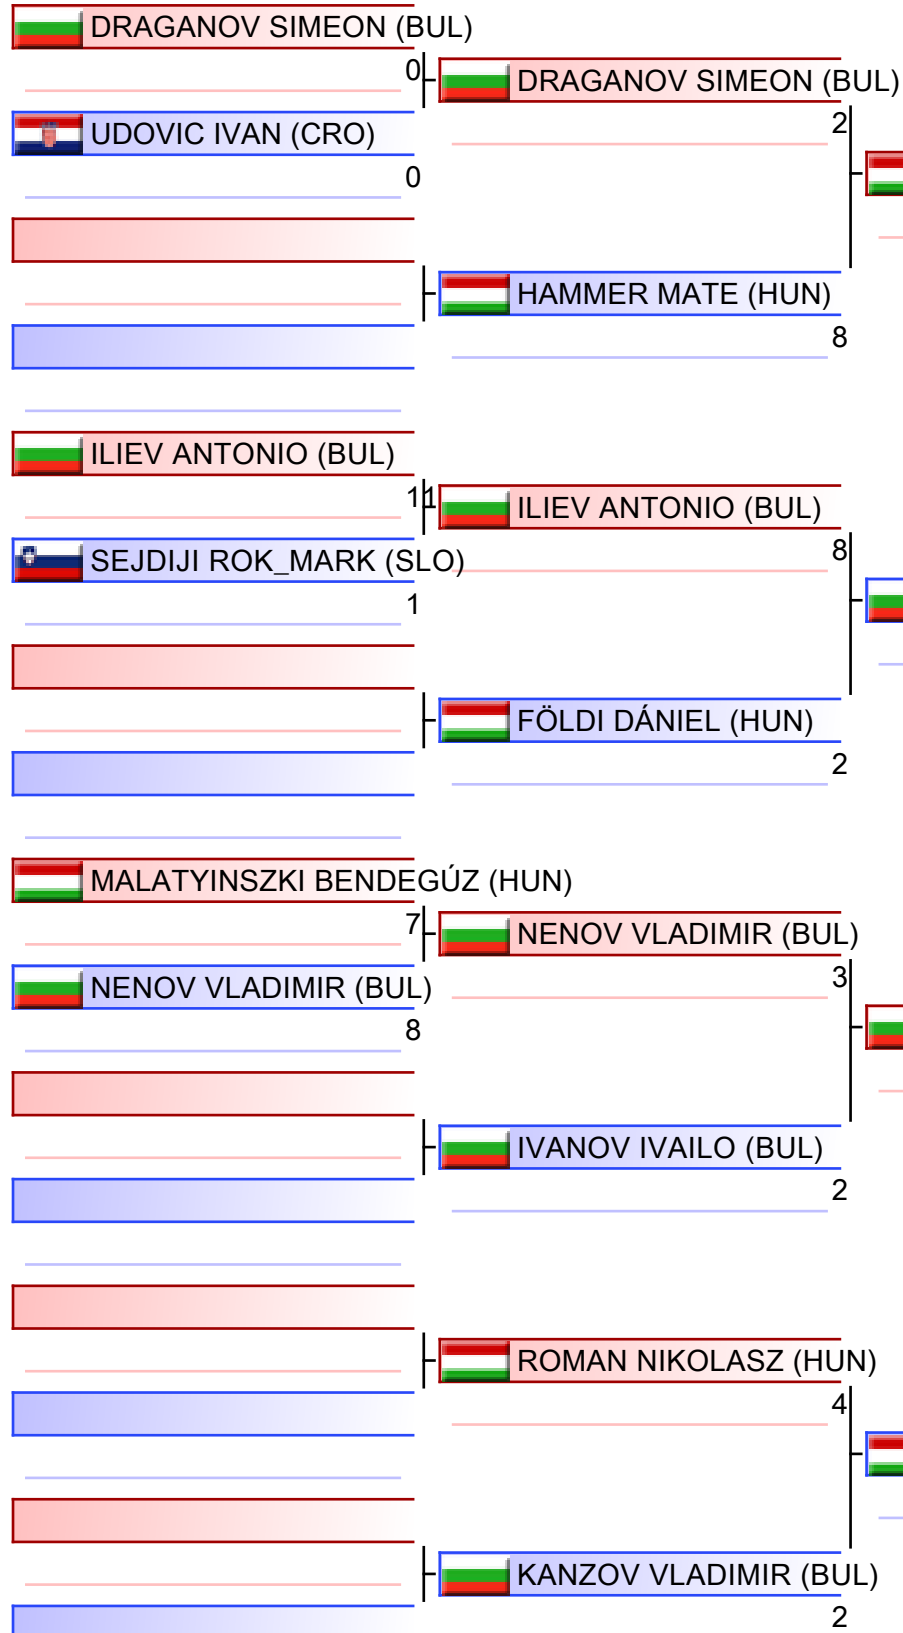 DRAGANOV SIMEON (BUL)
0
DRAGANOV SIMEON (BUL)
2
UDOVIC IVAN (CRO)
0
HAMMER MATE (HUN)
8
ILIEV ANTONIO (BUL)
11
ILIEV ANTONIO (BUL)
8
SEJDIJI ROK_MARK (SLO)
1
FÖLDI DÁNIEL (HUN)
2
MALATYINSZKI BENDEGÚZ (HUN)
7
NENOV VLADIMIR (BUL)
3
NENOV VLADIMIR (BUL)
8
IVANOV IVAILO (BUL)
2
ROMAN NIKOLASZ (HUN)
4
KANZOV VLADIMIR (BUL)
2